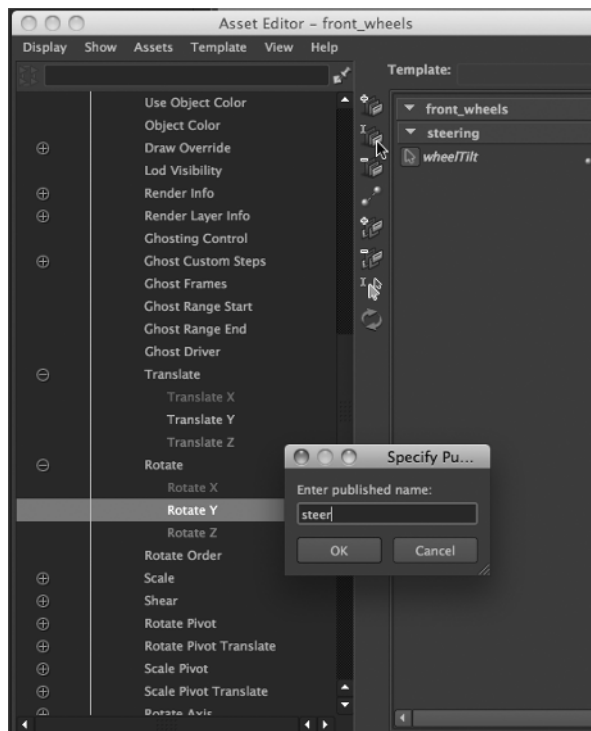 Asset Editor – front_wheels
Display Show Assets Template View Help
Template:
Use Object Color
Object Color
Draw Override
Lod Visibility
Render Info
Render Layer Info
Ghosting Control
Ghost Custom Steps
Ghost Frames
Ghost Range Start
Ghost Range End
Ghost Driver
Translate
Translate X
Translate Y
Translate Z
Rotate
Rotate X
Rotate Y
Rotate Z
Rotate Order
Scale
Shear
Rotate Pivot
Rotate Pivot Translate
Scale Pivot
Scale Pivot Translate
Rotate Axis
front_wheels
steering
wheelTilt
Specify Pu...
Enter published name:
steer
OK Cancel